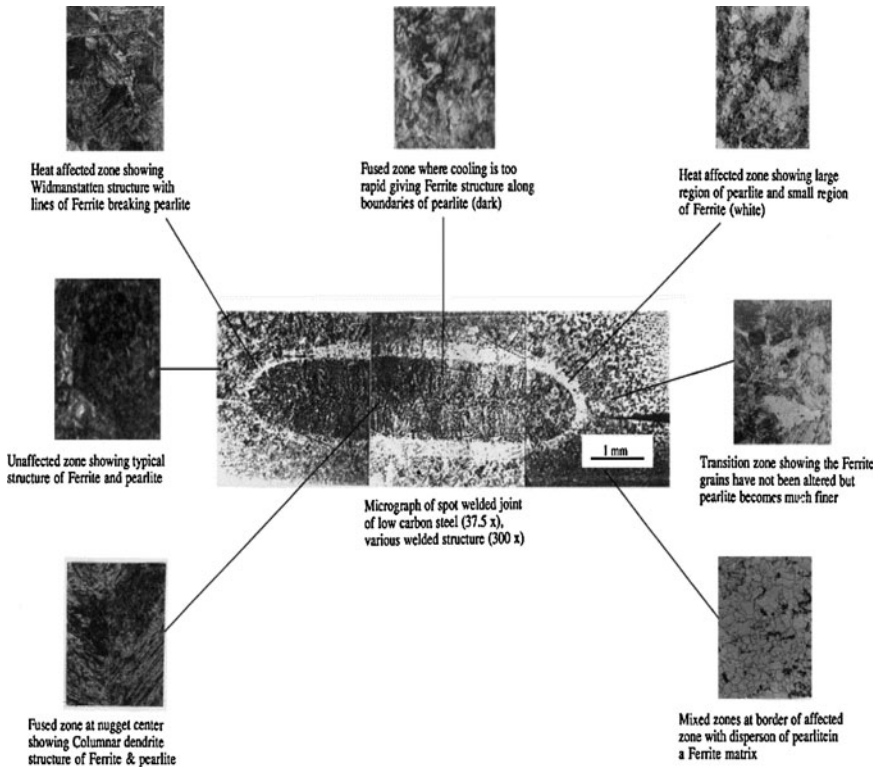 Heat affected zone showing
Widmanstatten structure with
lines of Ferrite breaking pearlite
Fused zone where cooling is too
rapid giving Ferrite structure along
boundaries of pearlite (dark)
Heat affected zone showing large
region of pearlite and small region
of Ferrite (white)
Unaffected zone showing typical
structure of Ferrite and pearlite
1 mm
Transition zone showing the Ferrite
grains have not been altered but
pearlite becomes much finer
Micrograph of spot welded joint
of low carbon steel (37.5 x),
various welded structure (300 x)
Fused zone at nugget center
showing Columnar dendrite
structure of Ferrite & pearlite
Mixed zones at border of affected
zone with disperson of pearlitein
a Ferrite matrix